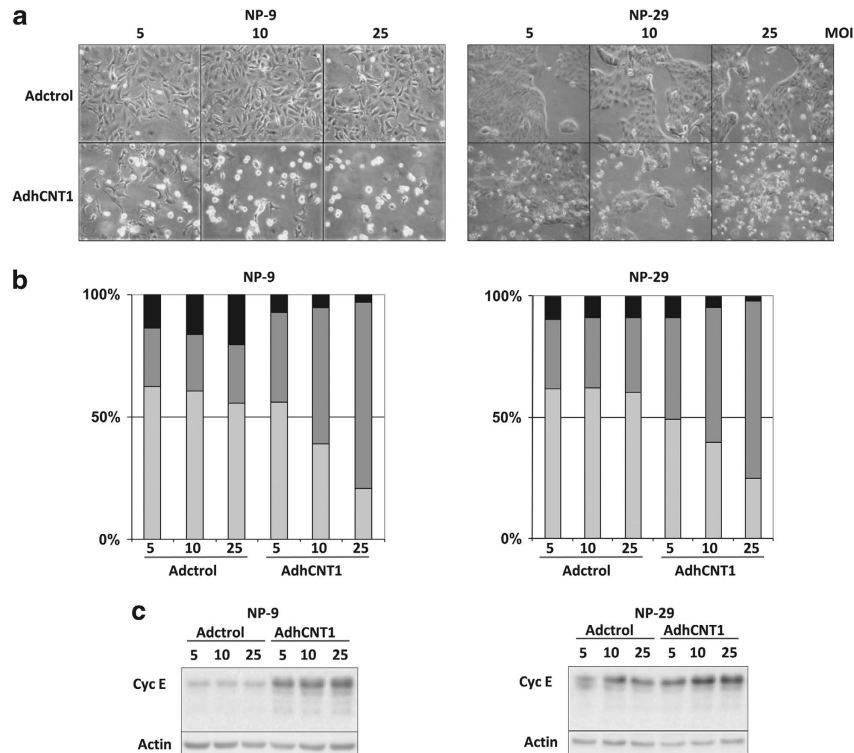 a
NP-9
NP-29
5 10 25
5 10 25 MOI
Adctrol
AdhCNT1
b
NP-9
NP-29
100%
50%
0%
5 10 25 5 10 25
Adctrol AdhCNT1
100%
50%
0%
5 10 25 5 10 25
Adctrol AdhCNT1
c
NP-9
Adctrol AdhCNT1
5 10 25 5 10 25
Cyc E
Actin
NP-29
Adctrol AdhCNT1
5 10 25 5 10 25
Cyc E
Actin